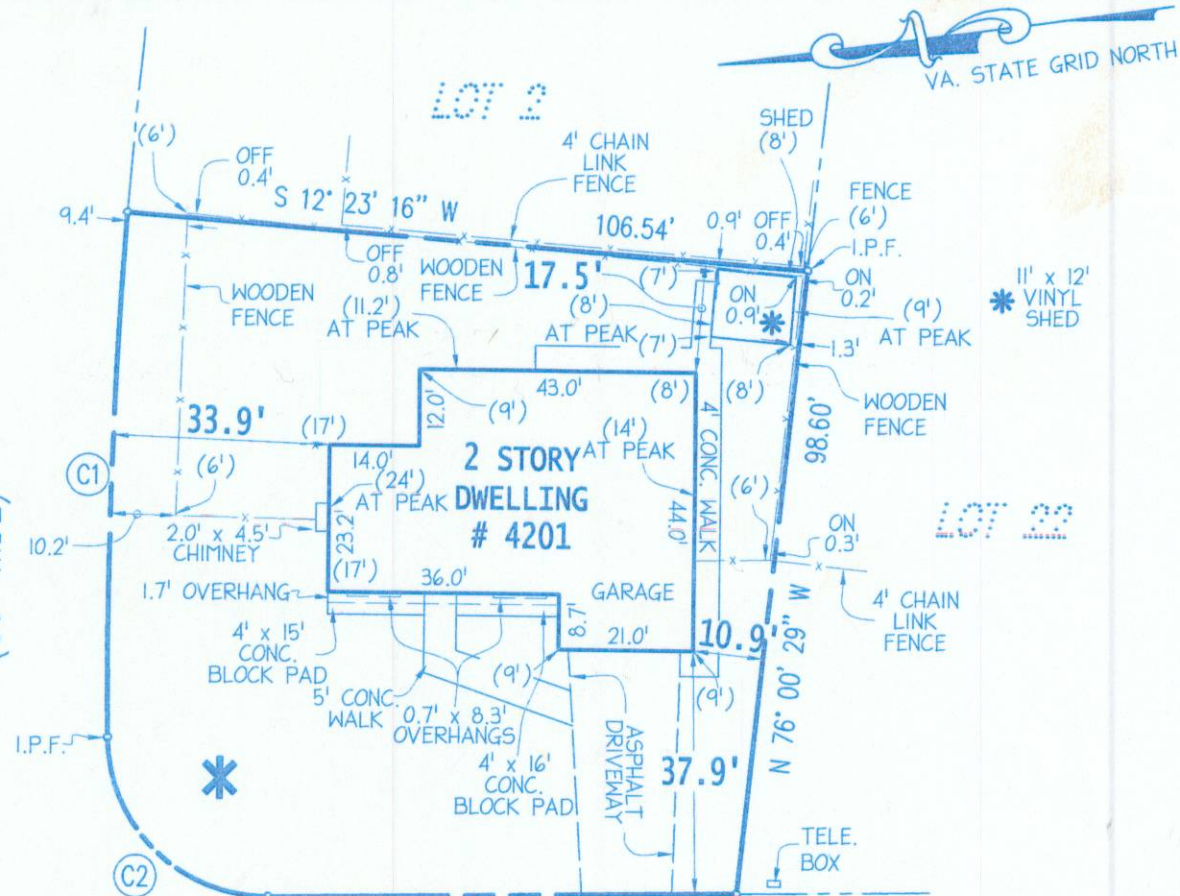 VA. STATE GRID NORTH
LOT 2
SHED
(8')
(6')
OFF
0.4'
4' CHAIN
LINK
FENCE
S 12° 23' 16" W
106.54'
0.9'
OFF
0.4'
FENCE
(6')
I.P.F.
9.4'
OFF
0.8'
WOODEN
FENCE
17.5'
(7')
ON
0.2'
11' x 12'
VINYL
SHED
WOODEN
FENCE
(11.2')
AT PEAK
(8')
ON
0.9'
(9')
AT PEAK
AT PEAK
(7')
1.3'
43.0'
(8')
(8')
12.0'
(9')
WOODEN
FENCE
33.9'
(17')
(14')
AT PEAK
4' CONC. WALK
98.60'
14.0'
2 STORY
DWELLING
# 4201
(24')
AT PEAK
C1
(6')
(6')
44.0'
LOT 22
ON
0.3'
10.2'
2.0' x 4.5'
CHIMNEY
23.2'
(17')
36.0'
GARAGE
1.7' OVERHANG
8.7'
21.0'
10.9'
4' CHAIN
LINK
FENCE
4' x 15'
CONC.
BLOCK PAD
N 76° 00' 29" W
5' CONC.
WALK
0.7' x 8.3'
OVERHANGS
(9')
(9')
I.P.F.
4' x 16'
CONC.
BLOCK PAD
ASPHALT
DRIVEWAY
37.9'
TELE.
BOX
C2